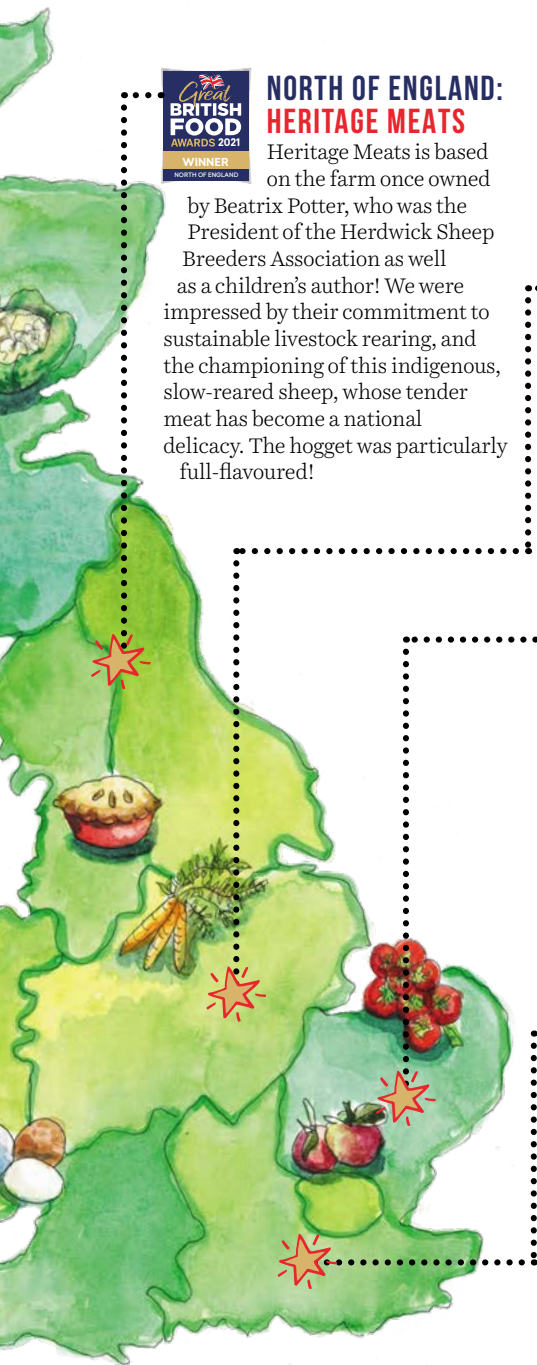 Great
BRITISH
FOOD
AWARDS 2021
WINNER
NORTH OF ENGLAND
NORTH OF ENGLAND:
HERITAGE MEATS
Heritage Meats is based
on the farm once owned
by Beatrix Potter, who was the
President of the Herdwick Sheep
Breeders Association as well
as a children’s author! We were
impressed by their commitment to
sustainable livestock rearing, and
the championing of this indigenous,
slow-reared sheep, whose tender
meat has become a national
delicacy. The hogget was particularly
full-flavoured!